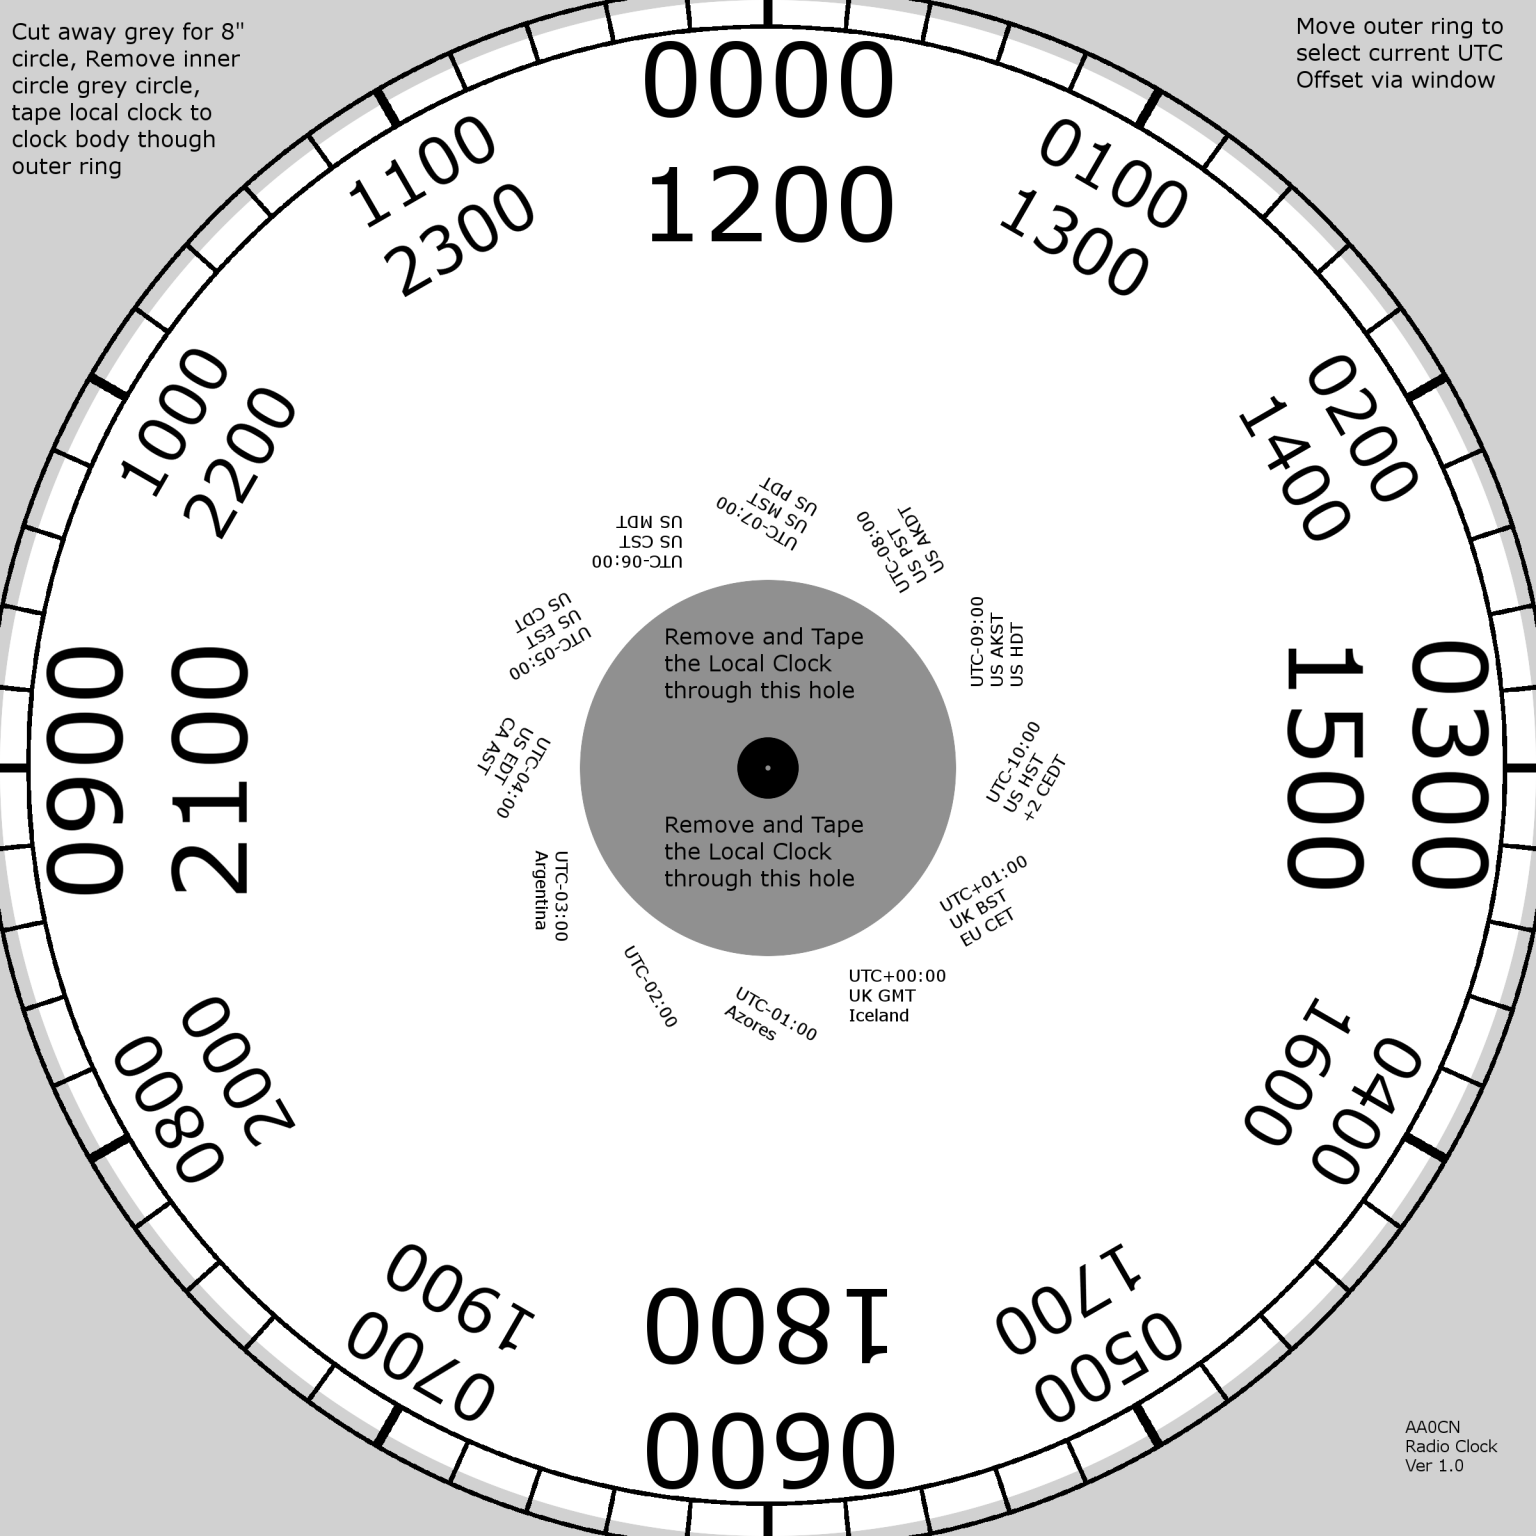 Cut away grey for 8"
circle, Remove inner
circle grey circle,
tape local clock to
clock body though
outer ring
Move outer ring to
select current UTC
Offset via window
0000
1200
0100
1300
0200
1400
0300
1500
0400
1600
0500
1700
0600
1800
0700
1900
0800
2000
0900
2100
1000
2200
1100
2300
UTC-07:00
US MST
US PDT
UTC-08:00
US PST
US AKDT
UTC-09:00
US AKST
US HDT
UTC-10:00
US HST
+2 CEDT
UTC+01:00
UK BST
EU CET
UTC+00:00
UK GMT
Iceland
UTC-01:00
Azores
UTC-02:00
UTC-03:00
Argentina
UTC-04:00
US EDT
CA AST
UTC-05:00
US EST
US CDT
UTC-06:00
US CST
US MDT
Remove and Tape
the Local Clock
through this hole
Remove and Tape
the Local Clock
through this hole
AA0CN
Radio Clock
Ver 1.0